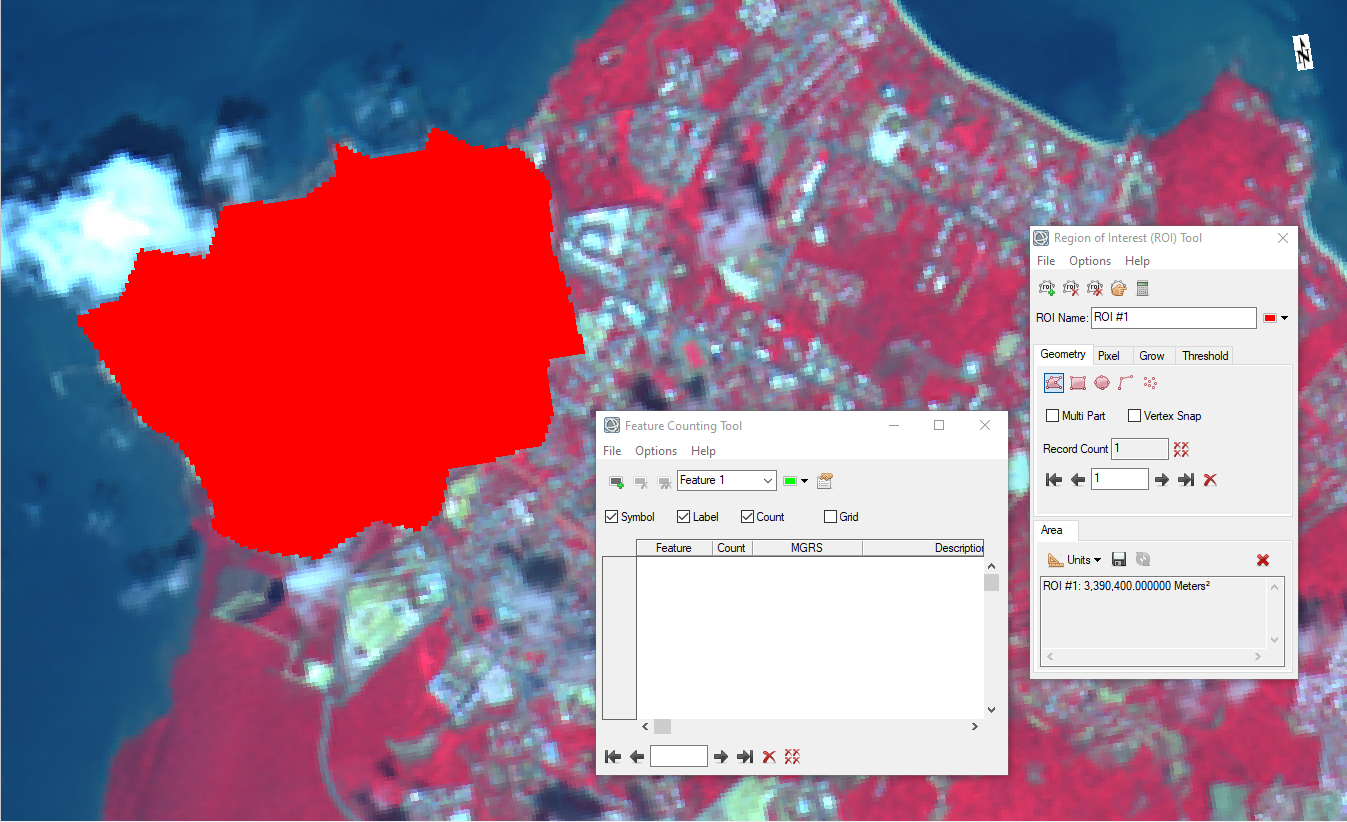 N
Region of Interest (ROI) Tool
File Options Help
ROI Name: ROI #1
Geometry Pixel Grow Threshold
Multi Part Vertex Snap
Record Count 1
1
Area
Units
ROI #1: 3,390,400.000000 Meters²
Feature Counting Tool
File Options Help
Feature 1
Symbol Label Count Grid
Feature Count MGRS Descriptior